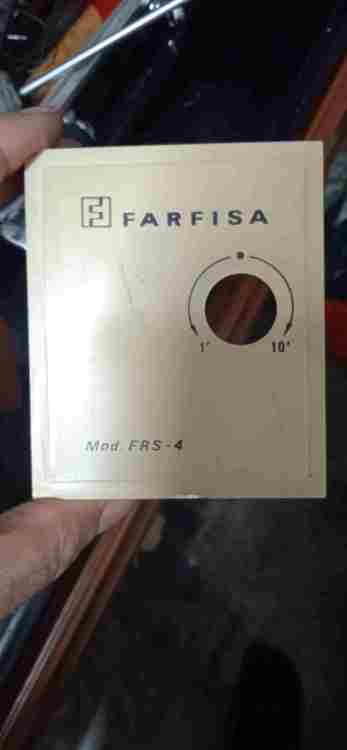 FARFISA
1' 10'
Mod. FRS-4